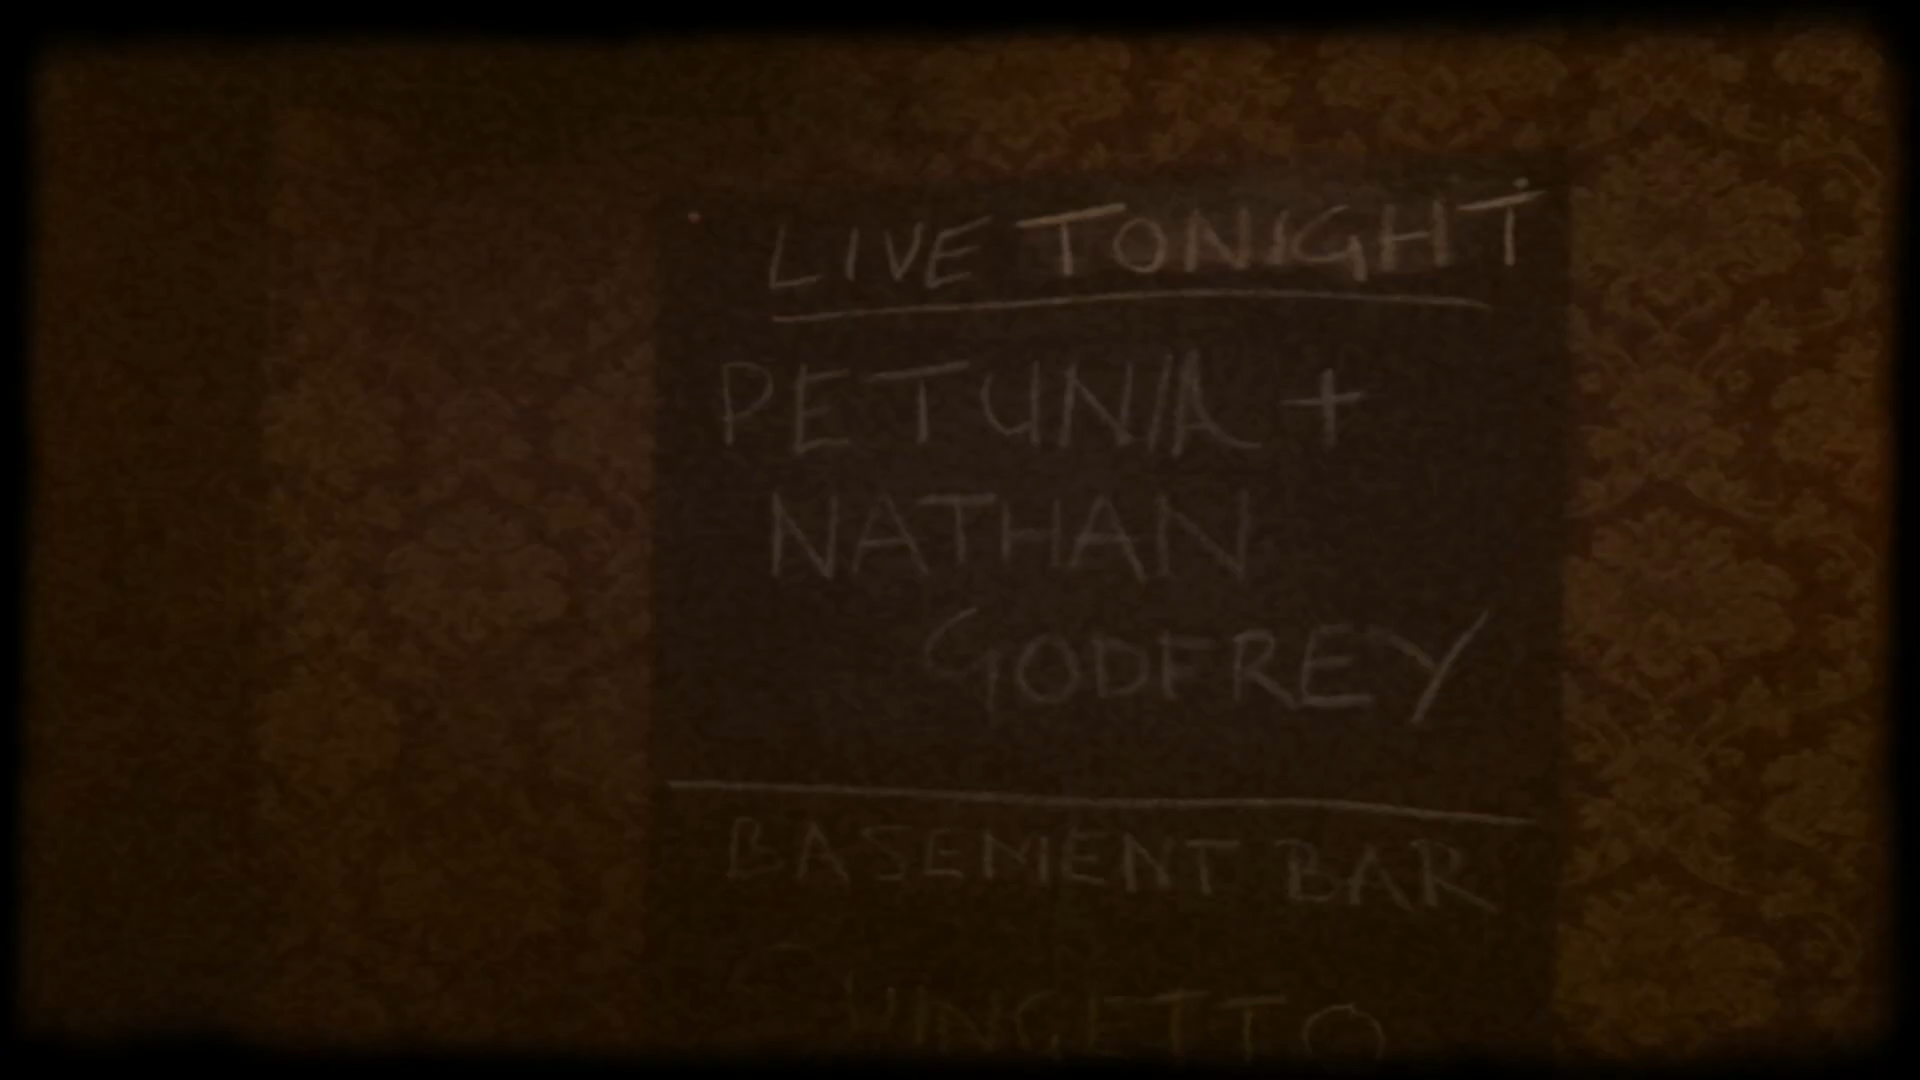 LIVE TONIGHT
PETUNIA +
NATHAN
GODFREY
BASEMENT BAR